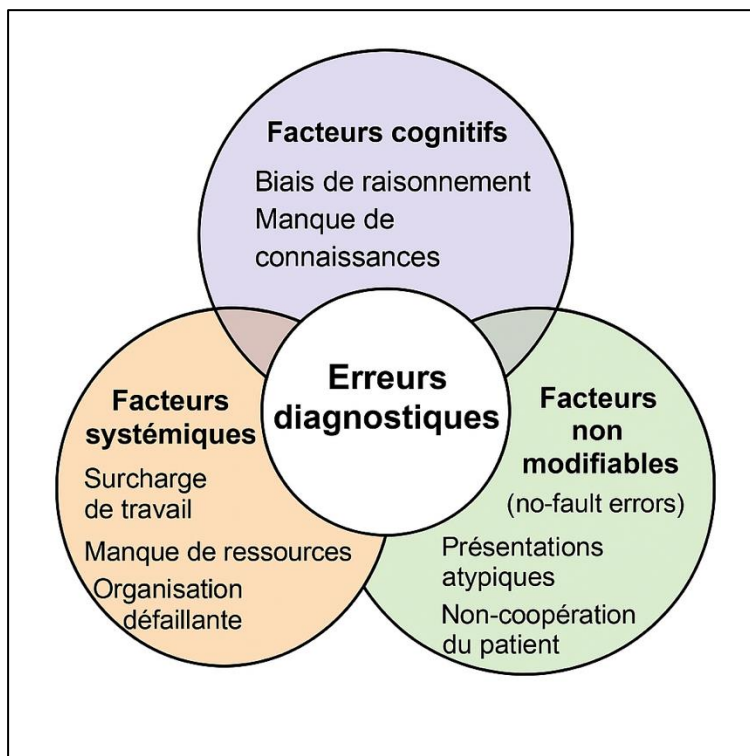 Facteurs cognitifs
Biais de raisonnement
Manque de
connaissances
Erreurs
diagnostiques
Facteurs
systémiques
Surcharge
de travail
Manque de ressources
Organisation
défaillante
Facteurs
non
modifiables
(no-fault errors)
Présentations
atypiques
Non-coopération
du patient